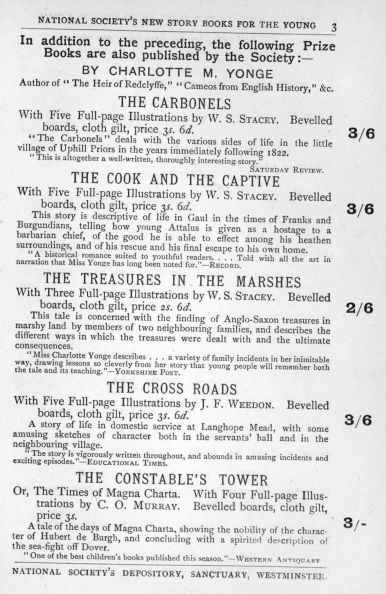 NATIONAL SOCIETY'S NEW STORY BOOKS FOR THE YOUNG 3
In addition to the preceding, the following Prize
Books are also published by the Society:—
BY CHARLOTTE M. YONGE
Author of "The Heir of Redclyffe," "Cameos from English History," &c.
THE CARBONELS
With Five Full-page Illustrations by W. S. STACEY. Bevelled
boards, cloth gilt, price 3s. 6d. 3/6
"The Carbonels" deals with the various sides of life in the little
village of Uphill Priors in the years immediately following 1822.
"This is altogether a well-written, thoroughly interesting story."
SATURDAY REVIEW.
THE COOK AND THE CAPTIVE
With Five Full-page Illustrations by W. S. STACEY. Bevelled
boards, cloth gilt, price 3s. 6d. 3/6
This story is descriptive of life in Gaul in the times of Franks and
Burgundians, telling how young Attalus is given as a hostage to a
barbarian chief, of the good he is able to effect among his heathen
surroundings, and of his rescue and his final escape to his own home.
"A historical romance suited to youthful readers. . . . Told with all the art in
narration that Miss Yonge has long been noted for."—RECORD.
THE TREASURES IN THE MARSHES
With Three Full-page Illustrations by W. S. STACEY. Bevelled
boards, cloth gilt, price 2s. 6d. 2/6
This tale is concerned with the finding of Anglo-Saxon treasures in
marshy land by members of two neighbouring families, and describes the
different ways in which the treasures were dealt with and the ultimate
consequences.
"Miss Charlotte Yonge describes . . . a variety of family incidents in her inimitable
way, drawing lessons so cleverly from her story that young people will remember both
the tale and its teaching."—YORKSHIRE POST.
THE CROSS ROADS
With Five Full-page Illustrations by J. F. WEEDON. Bevelled
boards, cloth gilt, price 3s. 6d. 3/6
A story of life in domestic service at Langhope Mead, with some
amusing sketches of character both in the servants' hall and in the
neighbouring village.
"The story is vigorously written throughout, and abounds in amusing incidents and
exciting episodes."—EDUCATIONAL TIMES.
THE CONSTABLE'S TOWER
Or, The Times of Magna Charta. With Four Full-page Illus-
trations by C. O. MURRAY. Bevelled boards, cloth gilt,
price 3s. 3/-
A tale of the days of Magna Charta, showing the nobility of the charac-
ter of Hubert de Burgh, and concluding with a spirited description of
the sea-fight off Dover.
"One of the best children's books published this season."—WESTERN ANTIQUARY
NATIONAL SOCIETY'S DEPOSITORY, SANCTUARY, WESTMINSTER.